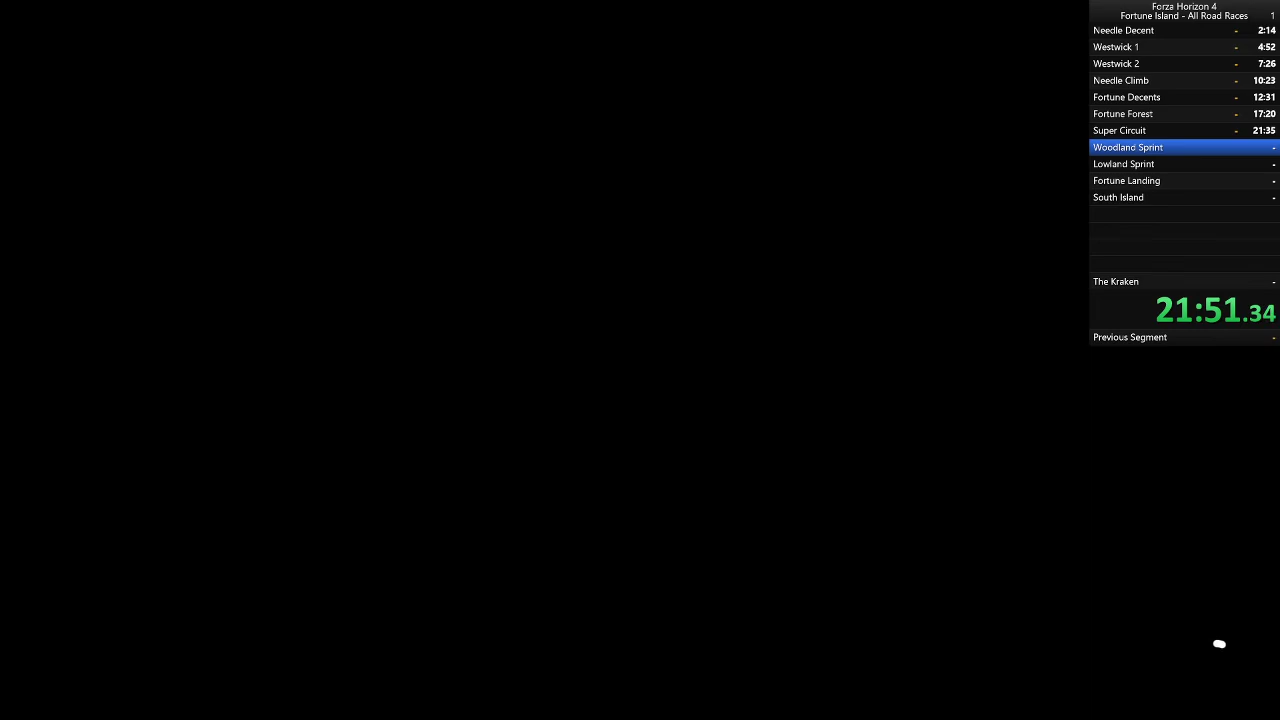 Forza Horizon 4
Fortune Island - All Road Races 1
Needle Decent - 2:14
Westwick 1 - 4:52
Westwick 2 - 7:26
Needle Climb - 10:23
Fortune Decents - 12:31
Fortune Forest - 17:20
Super Circuit - 21:35
Woodland Sprint -
Lowland Sprint -
Fortune Landing -
South Island -
The Kraken -
21:51.34
Previous Segment -